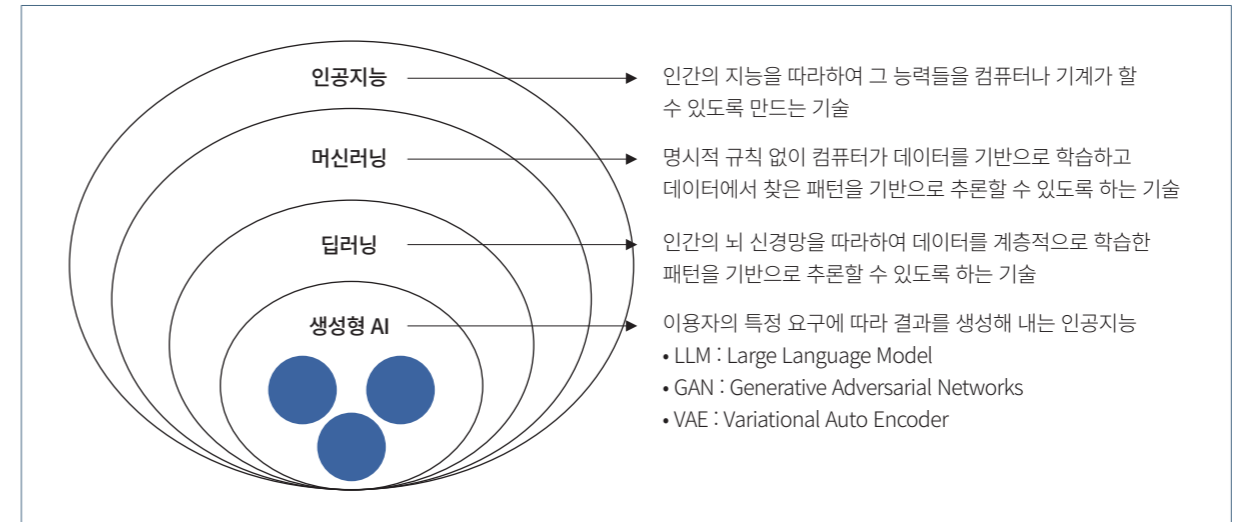 인공지능
인간의 지능을 따라하여 그 능력들을 컴퓨터나 기계가 할
수 있도록 만드는 기술
머신러닝
명시적 규칙 없이 컴퓨터가 데이터를 기반으로 학습하고
데이터에서 찾은 패턴을 기반으로 추론할 수 있도록 하는 기술
딥러닝
인간의 뇌 신경망을 따라하여 데이터를 계층적으로 학습한
패턴을 기반으로 추론할 수 있도록 하는 기술
생성형 AI
이용자의 특정 요구에 따라 결과를 생성해 내는 인공지능
• LLM : Large Language Model
• GAN : Generative Adversarial Networks
• VAE : Variational Auto Encoder